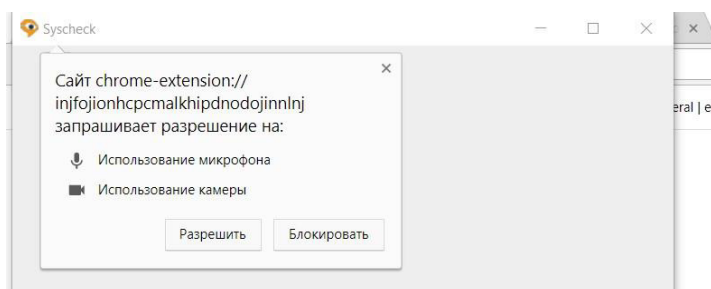 Syscheck
Сайт chrome-extension://
injfojionhcpcmalkhipdnodojinnlnj
запрашивает разрешение на:
Использование микрофона
Использование камеры
Разрешить Блокировать
eral | e